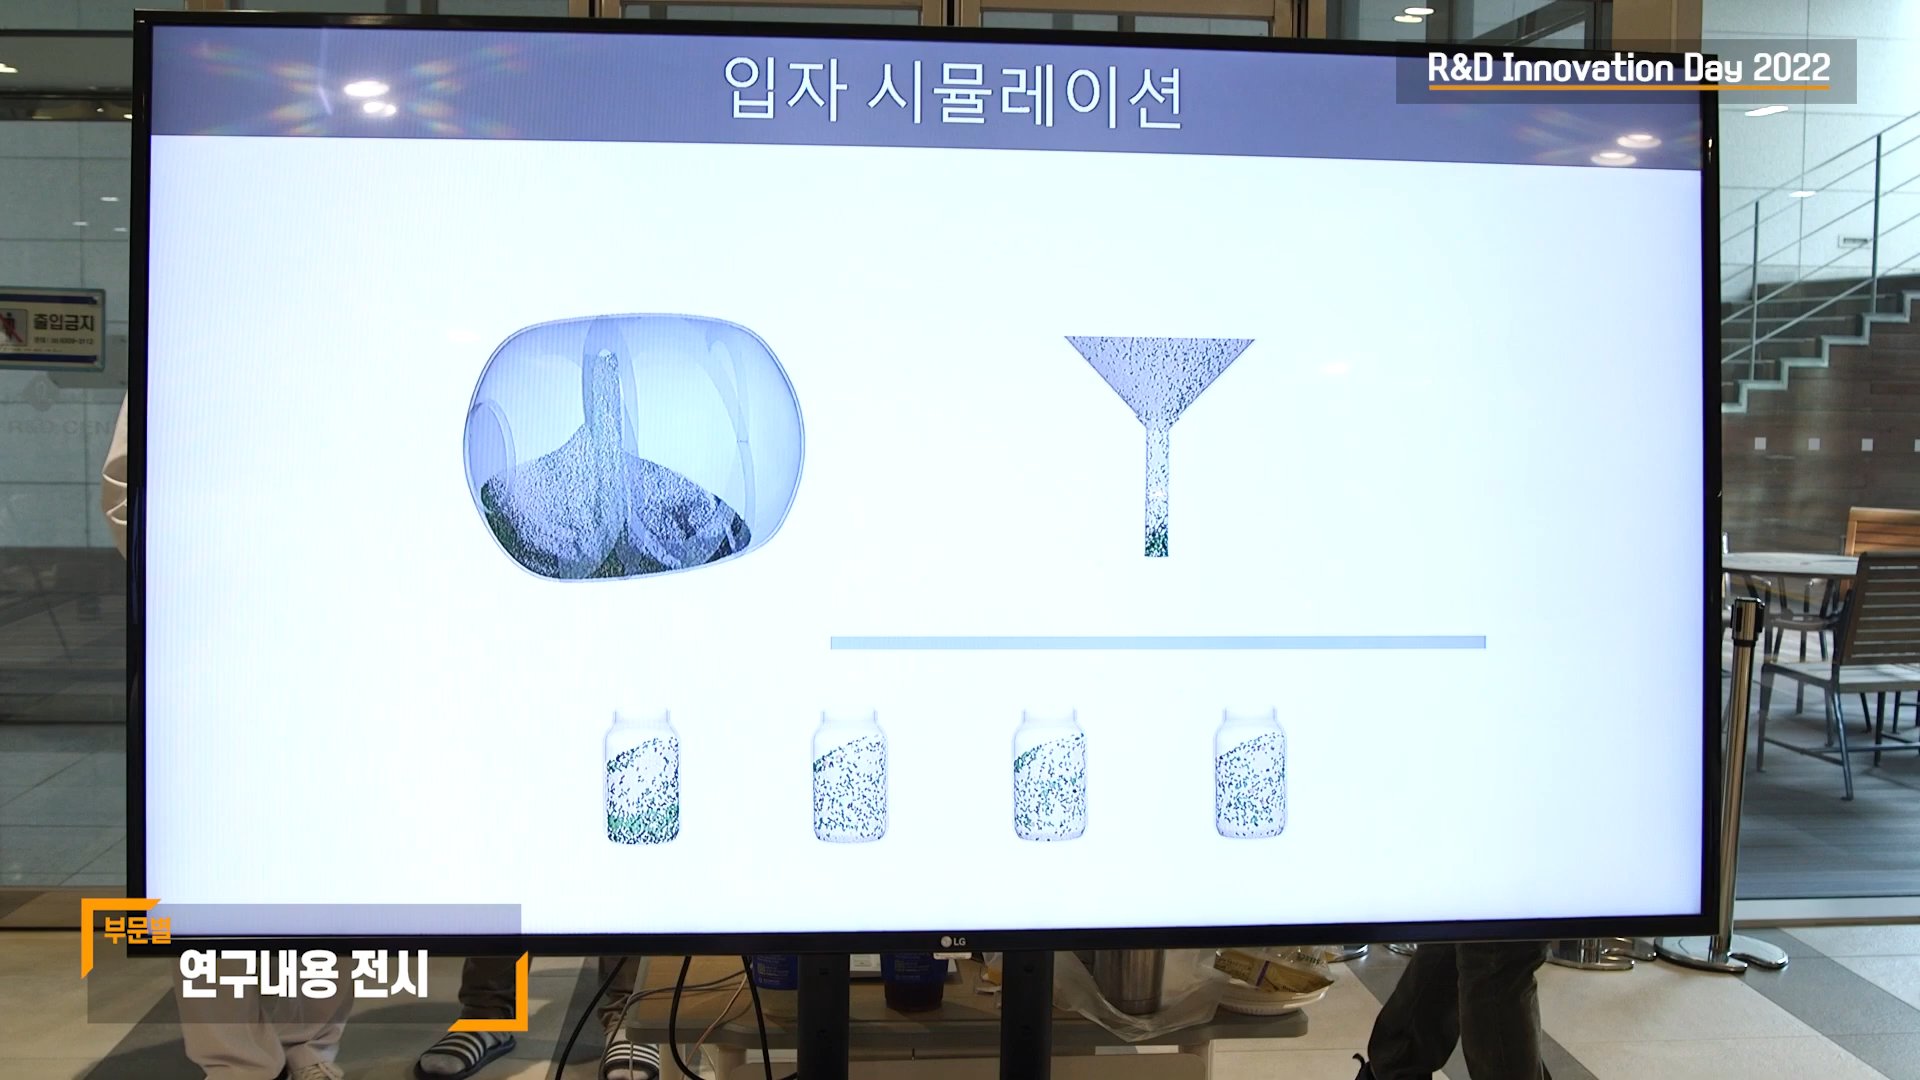 입자 시뮬레이션
R&D Innovation Day 2022
출입금지
LG
부문별
연구내용 전시